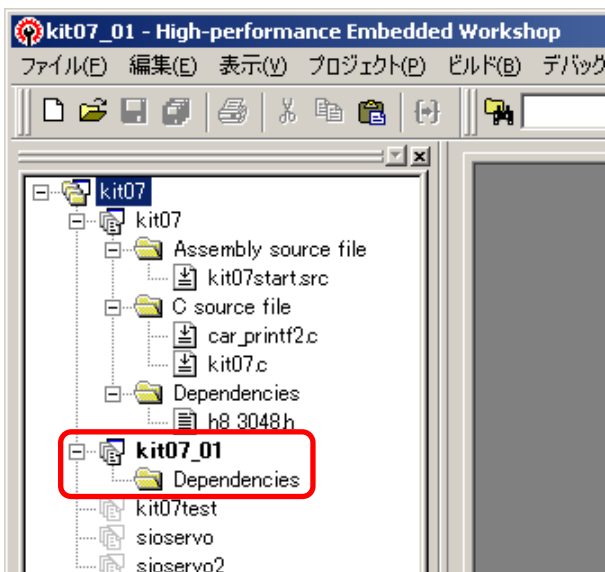 kit07_01 - High-performance Embedded Workshop
ファイル(F) 編集(E) 表示(V) プロジェクト(P) ビルド(B) デバッグ
kit07
kit07
Assembly source file
kit07start.src
C source file
car_printf2.c
kit07.c
Dependencies
h8_3048.h
kit07_01
Dependencies
kit07test
sioservo
sioservo2